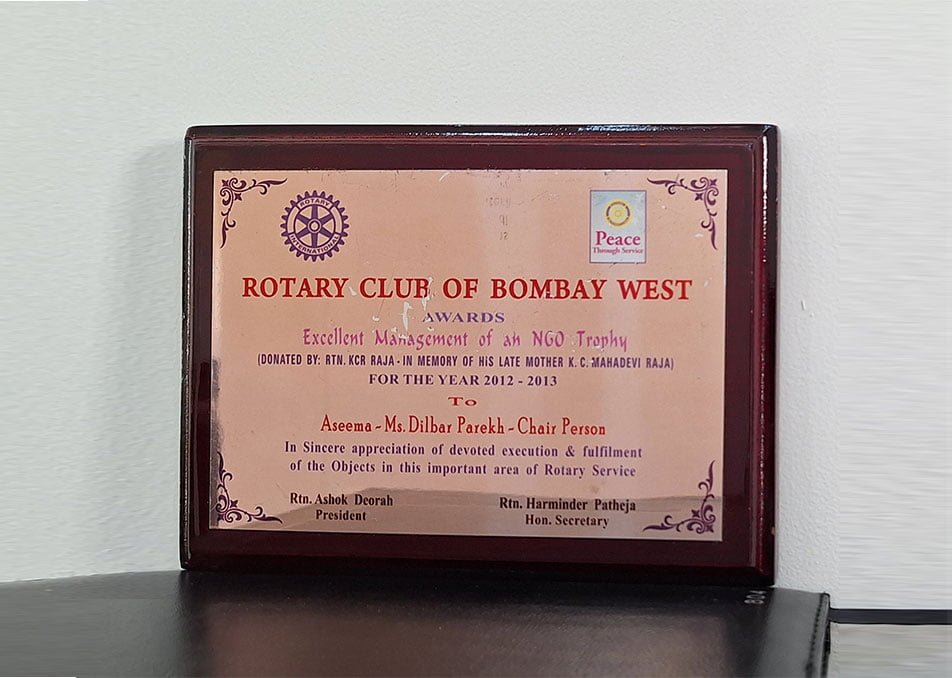 ROTARY
INTERNATIONAL
Peace
Through Service
ROTARY CLUB OF BOMBAY WEST
AWARDS
Excellent Management of an NGO Trophy
(DONATED BY: RTN. KCR RAJA - IN MEMORY OF HIS LATE MOTHER K. C. MAHADEVI RAJA)
FOR THE YEAR 2012 - 2013
To
Aseema - Ms. Dilbar Parekh - Chair Person
In Sincere appreciation of devoted execution & fulfilment
of the Objects in this important area of Rotary Service
Rtn. Ashok Deorah
President
Rtn. Harminder Patheja
Hon. Secretary